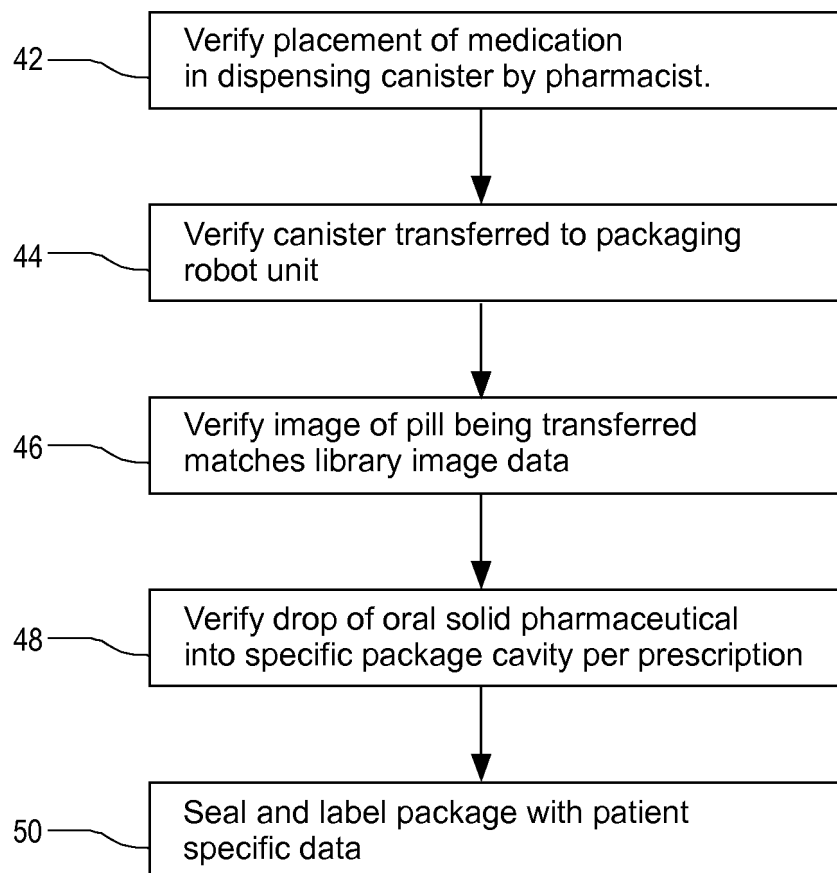 42
Verify placement of medication
in dispensing canister by pharmacist.
44
Verify canister transferred to packaging
robot unit
46
Verify image of pill being transferred
matches library image data
48
Verify drop of oral solid pharmaceutical
into specific package cavity per prescription
50
Seal and label package with patient
specific data